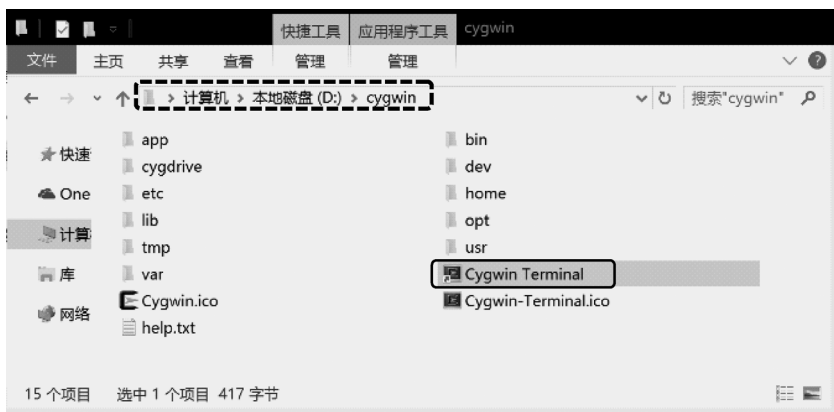 快捷工具 应用程序工具 cygwin
文件 主页 共享 查看 管理 管理
计算机 本地磁盘 (D:) cygwin 搜索"cygwin"
快速
One
计算
库
网络
app
cygdrive
etc
lib
tmp
var
Cygwin.ico
help.txt
bin
dev
home
opt
usr
Cygwin Terminal
Cygwin-Terminal.ico
15 个项目 选中 1 个项目 417 字节